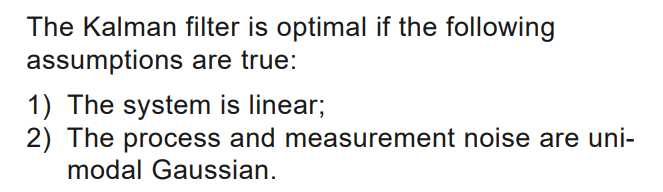 The Kalman filter is optimal if the following
assumptions are true:
1) The system is linear;
2) The process and measurement noise are uni-
modal Gaussian.